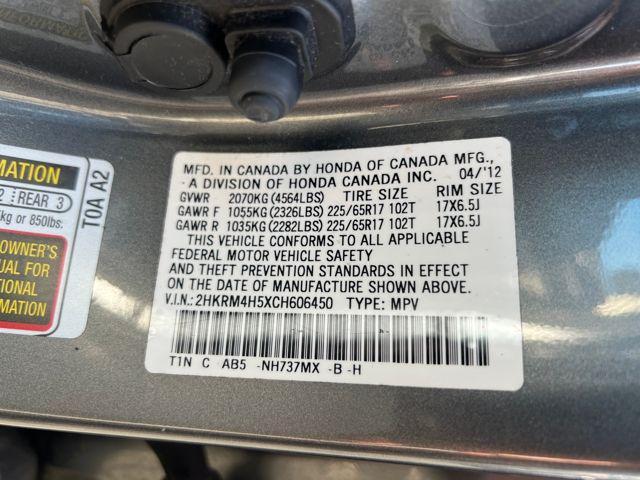 MATION
2 REAR 3
kg or 850lbs.
OWNER'S
UAL FOR
TIONAL
TION
T0A A2
MFD. IN CANADA BY HONDA OF CANADA MFG.,
- A DIVISION OF HONDA CANADA INC. 04/'12
GVWR 2070KG (4564LBS) TIRE SIZE RIM SIZE
GAWR F 1055KG (2326LBS) 225/65R17 102T 17X6.5J
GAWR R 1035KG (2282LBS) 225/65R17 102T 17X6.5J
THIS VEHICLE CONFORMS TO ALL APPLICABLE
FEDERAL MOTOR VEHICLE SAFETY
AND THEFT PREVENTION STANDARDS IN EFFECT
ON THE DATE OF MANUFACTURE SHOWN ABOVE.
V.I.N.: 2HKRM4H5XCH606450 TYPE: MPV
T1N C AB5 -NH737MX -B -H